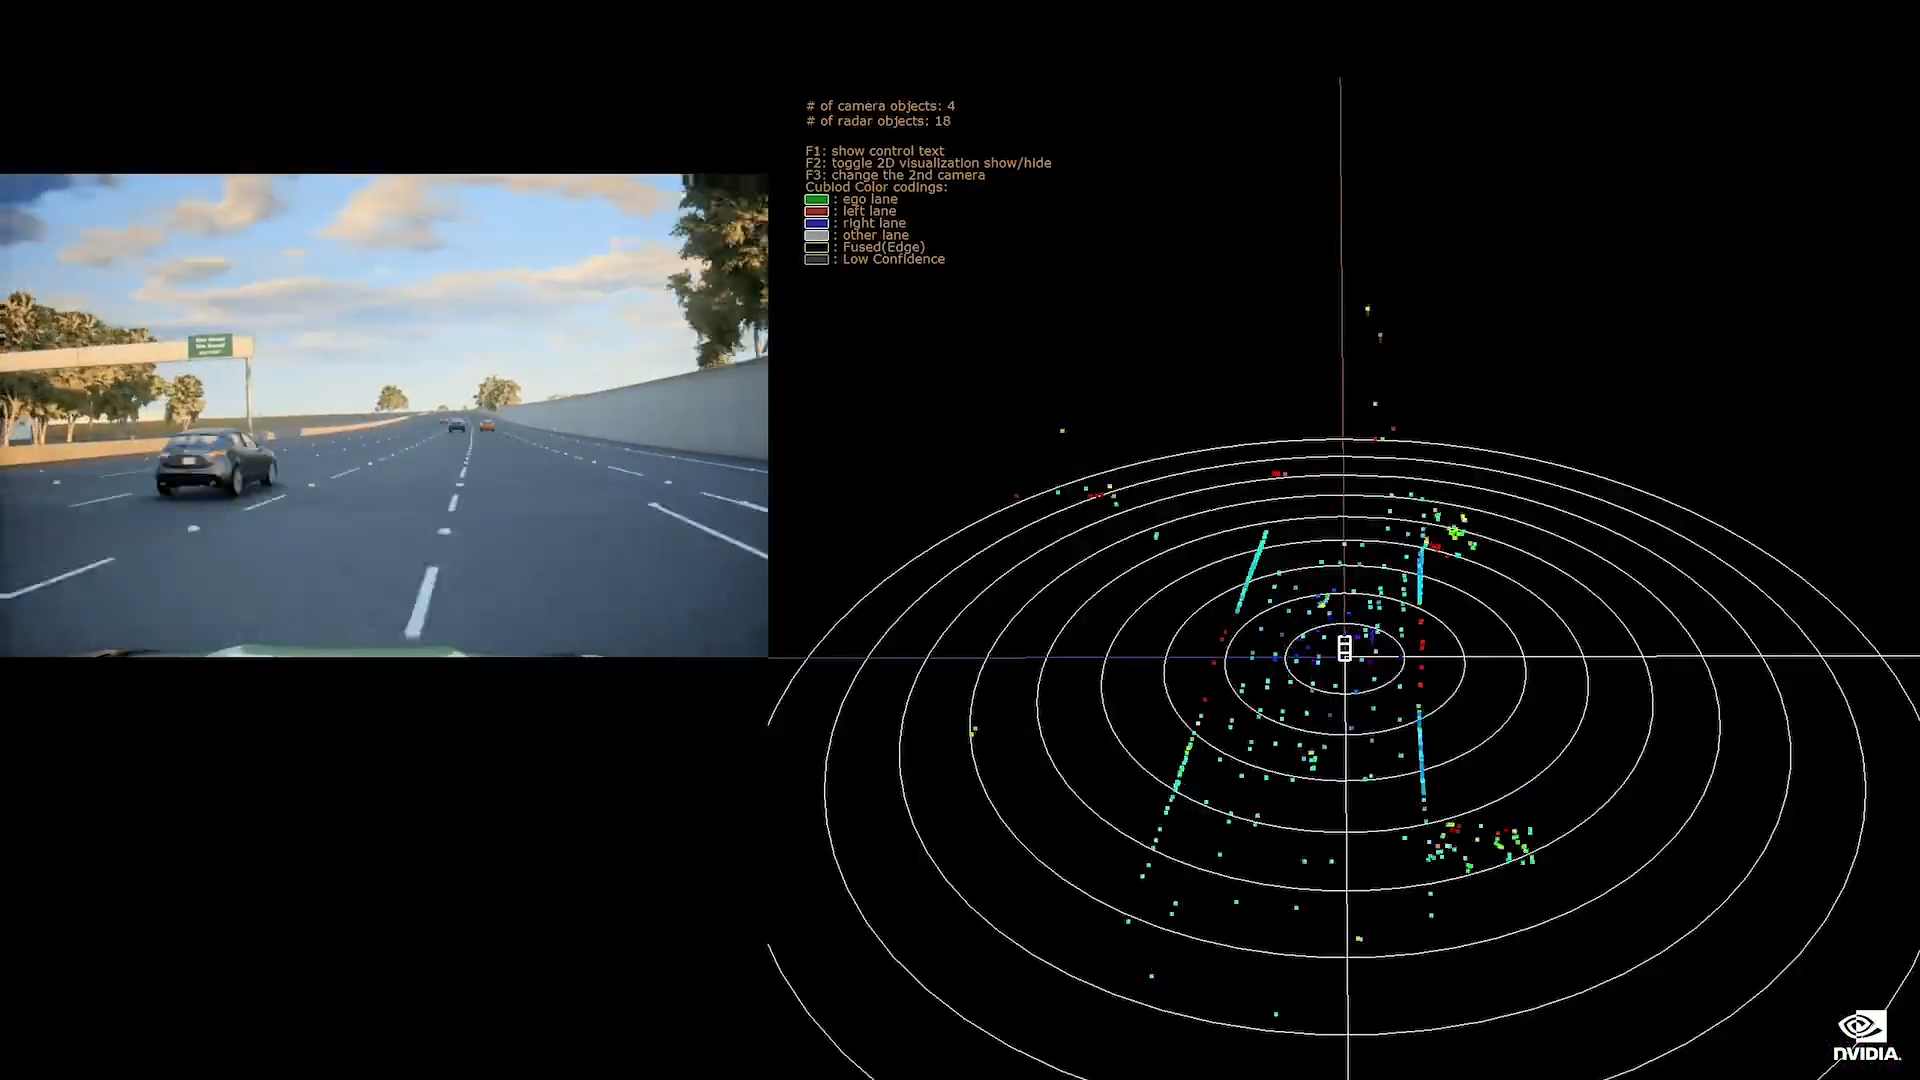 # of camera objects: 4
# of radar objects: 18
F1: show control text
F2: toggle 2D visualization show/hide
F3: change the 2nd camera
Cubiod Color codings:
: ego lane
: left lane
: right lane
: other lane
: Fused(Edge)
: Low Confidence
NVIDIA.